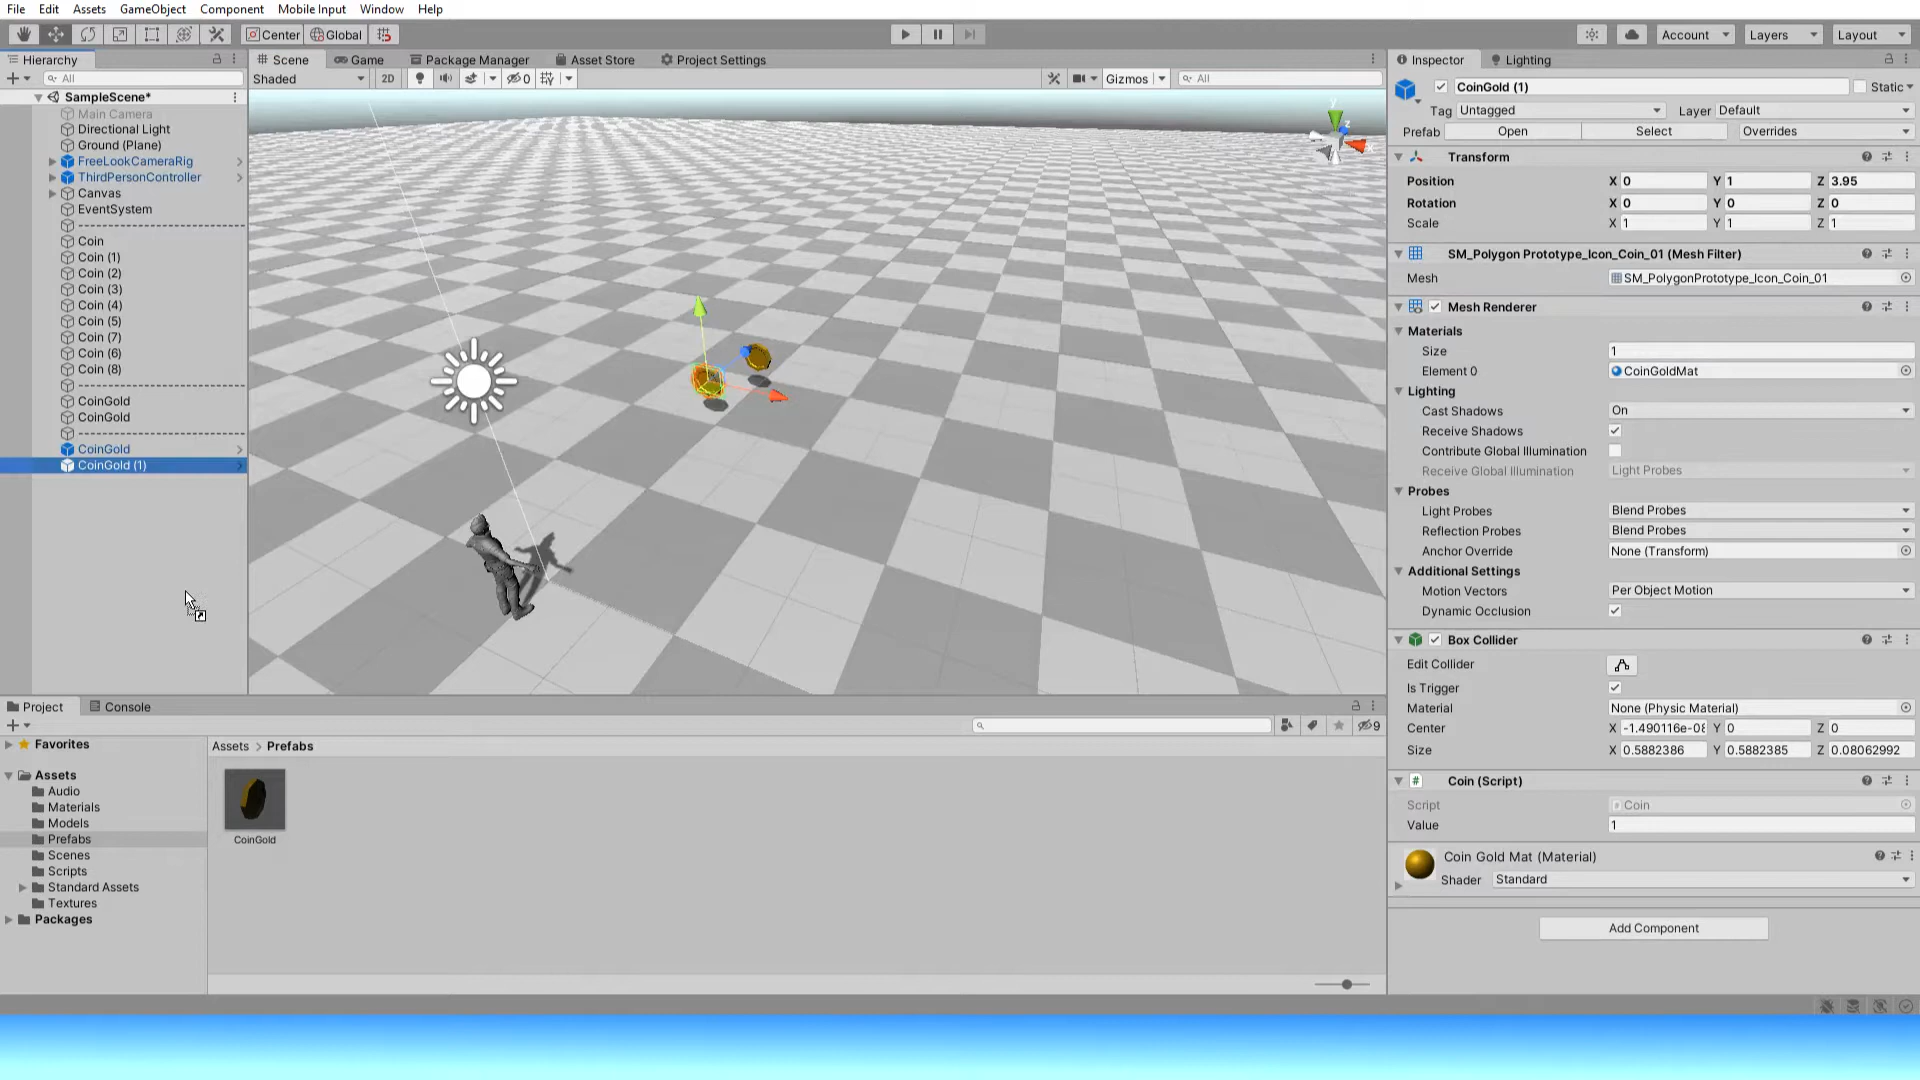 File Edit Assets GameObject Component Mobile Input Window Help
Center Global Account Layers Layout
Hierarchy
All
SampleScene*
Main Camera
Directional Light
Ground (Plane)
FreeLookCameraRig
ThirdPersonController
Canvas
EventSystem
--------------------------------
Coin
Coin (1)
Coin (2)
Coin (3)
Coin (4)
Coin (5)
Coin (7)
Coin (6)
Coin (8)
--------------------------------
CoinGold
CoinGold
--------------------------------
CoinGold
CoinGold (1)
Scene Game Package Manager Asset Store Project Settings
Shaded 2D 0 Gizmos All
y
z
Inspector Lighting
CoinGold (1) Static
Tag Untagged Layer Default
Prefab Open Select Overrides
Transform
Position X 0 Y 1 Z 3.95
Rotation X 0 Y 0 Z 0
Scale X 1 Y 1 Z 1
SM_Polygon Prototype_Icon_Coin_01 (Mesh Filter)
Mesh SM_PolygonPrototype_Icon_Coin_01
Mesh Renderer
Materials
Size 1
Element 0 CoinGoldMat
Lighting
Cast Shadows On
Receive Shadows
Contribute Global Illumination
Receive Global Illumination Light Probes
Probes
Light Probes Blend Probes
Reflection Probes Blend Probes
Anchor Override None (Transform)
Additional Settings
Motion Vectors Per Object Motion
Dynamic Occlusion
Box Collider
Edit Collider
Is Trigger
Material None (Physic Material)
Center X -1.490116e-08 Y 0 Z 0
Size X 0.5882386 Y 0.5882385 Z 0.08062992
# Coin (Script)
Script Coin
Value 1
Coin Gold Mat (Material)
Shader Standard
Add Component
Project Console
9
Favorites
Assets
Audio
Materials
Models
Prefabs
Scenes
Scripts
Standard Assets
Textures
Packages
Assets > Prefabs
CoinGold